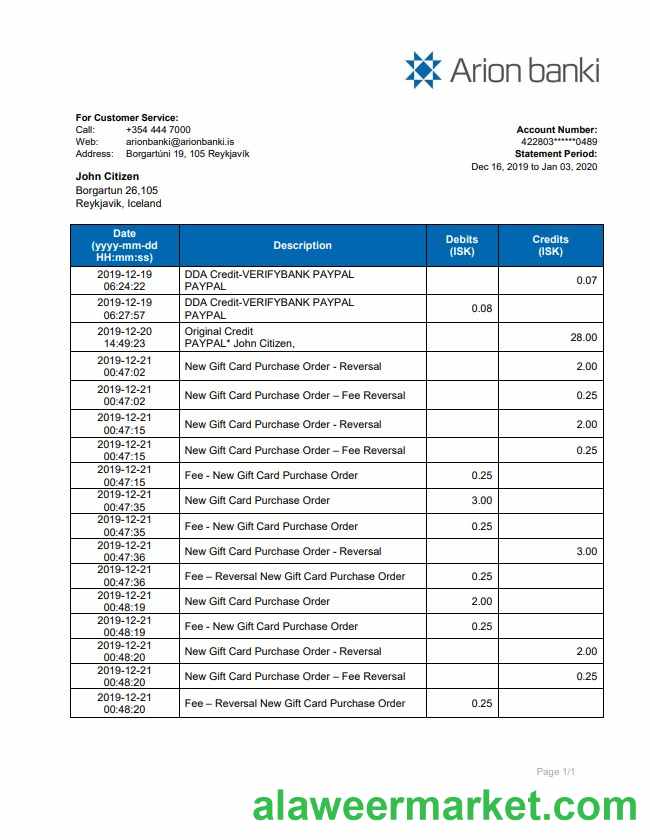 Arion banki
For Customer Service:
Call: +354 444 7000
Web: arionbanki@arionbanki.is
Address: Borgartúni 19, 105 Reykjavík
Account Number:
422803******0489
Statement Period:
Dec 16, 2019 to Jan 03, 2020
John Citizen
Borgartun 26,105
Reykjavik, Iceland
Date
(yyyy-mm-dd
HH:mm:ss)
Description
Debits
(ISK)
Credits
(ISK)
2019-12-19
06:24:22
DDA Credit-VERIFYBANK PAYPAL
PAYPAL
0.07
2019-12-19
06:27:57
DDA Credit-VERIFYBANK PAYPAL
PAYPAL
0.08
2019-12-20
14:49:23
Original Credit
PAYPAL* John Citizen,
28.00
2019-12-21
00:47:02
New Gift Card Purchase Order - Reversal
2.00
2019-12-21
00:47:02
New Gift Card Purchase Order – Fee Reversal
0.25
2019-12-21
00:47:15
New Gift Card Purchase Order - Reversal
2.00
2019-12-21
00:47:15
New Gift Card Purchase Order – Fee Reversal
0.25
2019-12-21
00:47:15
Fee - New Gift Card Purchase Order
0.25
2019-12-21
00:47:35
New Gift Card Purchase Order
3.00
2019-12-21
00:47:35
Fee - New Gift Card Purchase Order
0.25
2019-12-21
00:47:36
New Gift Card Purchase Order - Reversal
3.00
2019-12-21
00:47:36
Fee – Reversal New Gift Card Purchase Order
0.25
2019-12-21
00:48:19
New Gift Card Purchase Order
2.00
2019-12-21
00:48:19
Fee - New Gift Card Purchase Order
0.25
2019-12-21
00:48:20
New Gift Card Purchase Order - Reversal
2.00
2019-12-21
00:48:20
New Gift Card Purchase Order – Fee Reversal
0.25
2019-12-21
00:48:20
Fee – Reversal New Gift Card Purchase Order
0.25
Page 1/1
alaweermarket.com